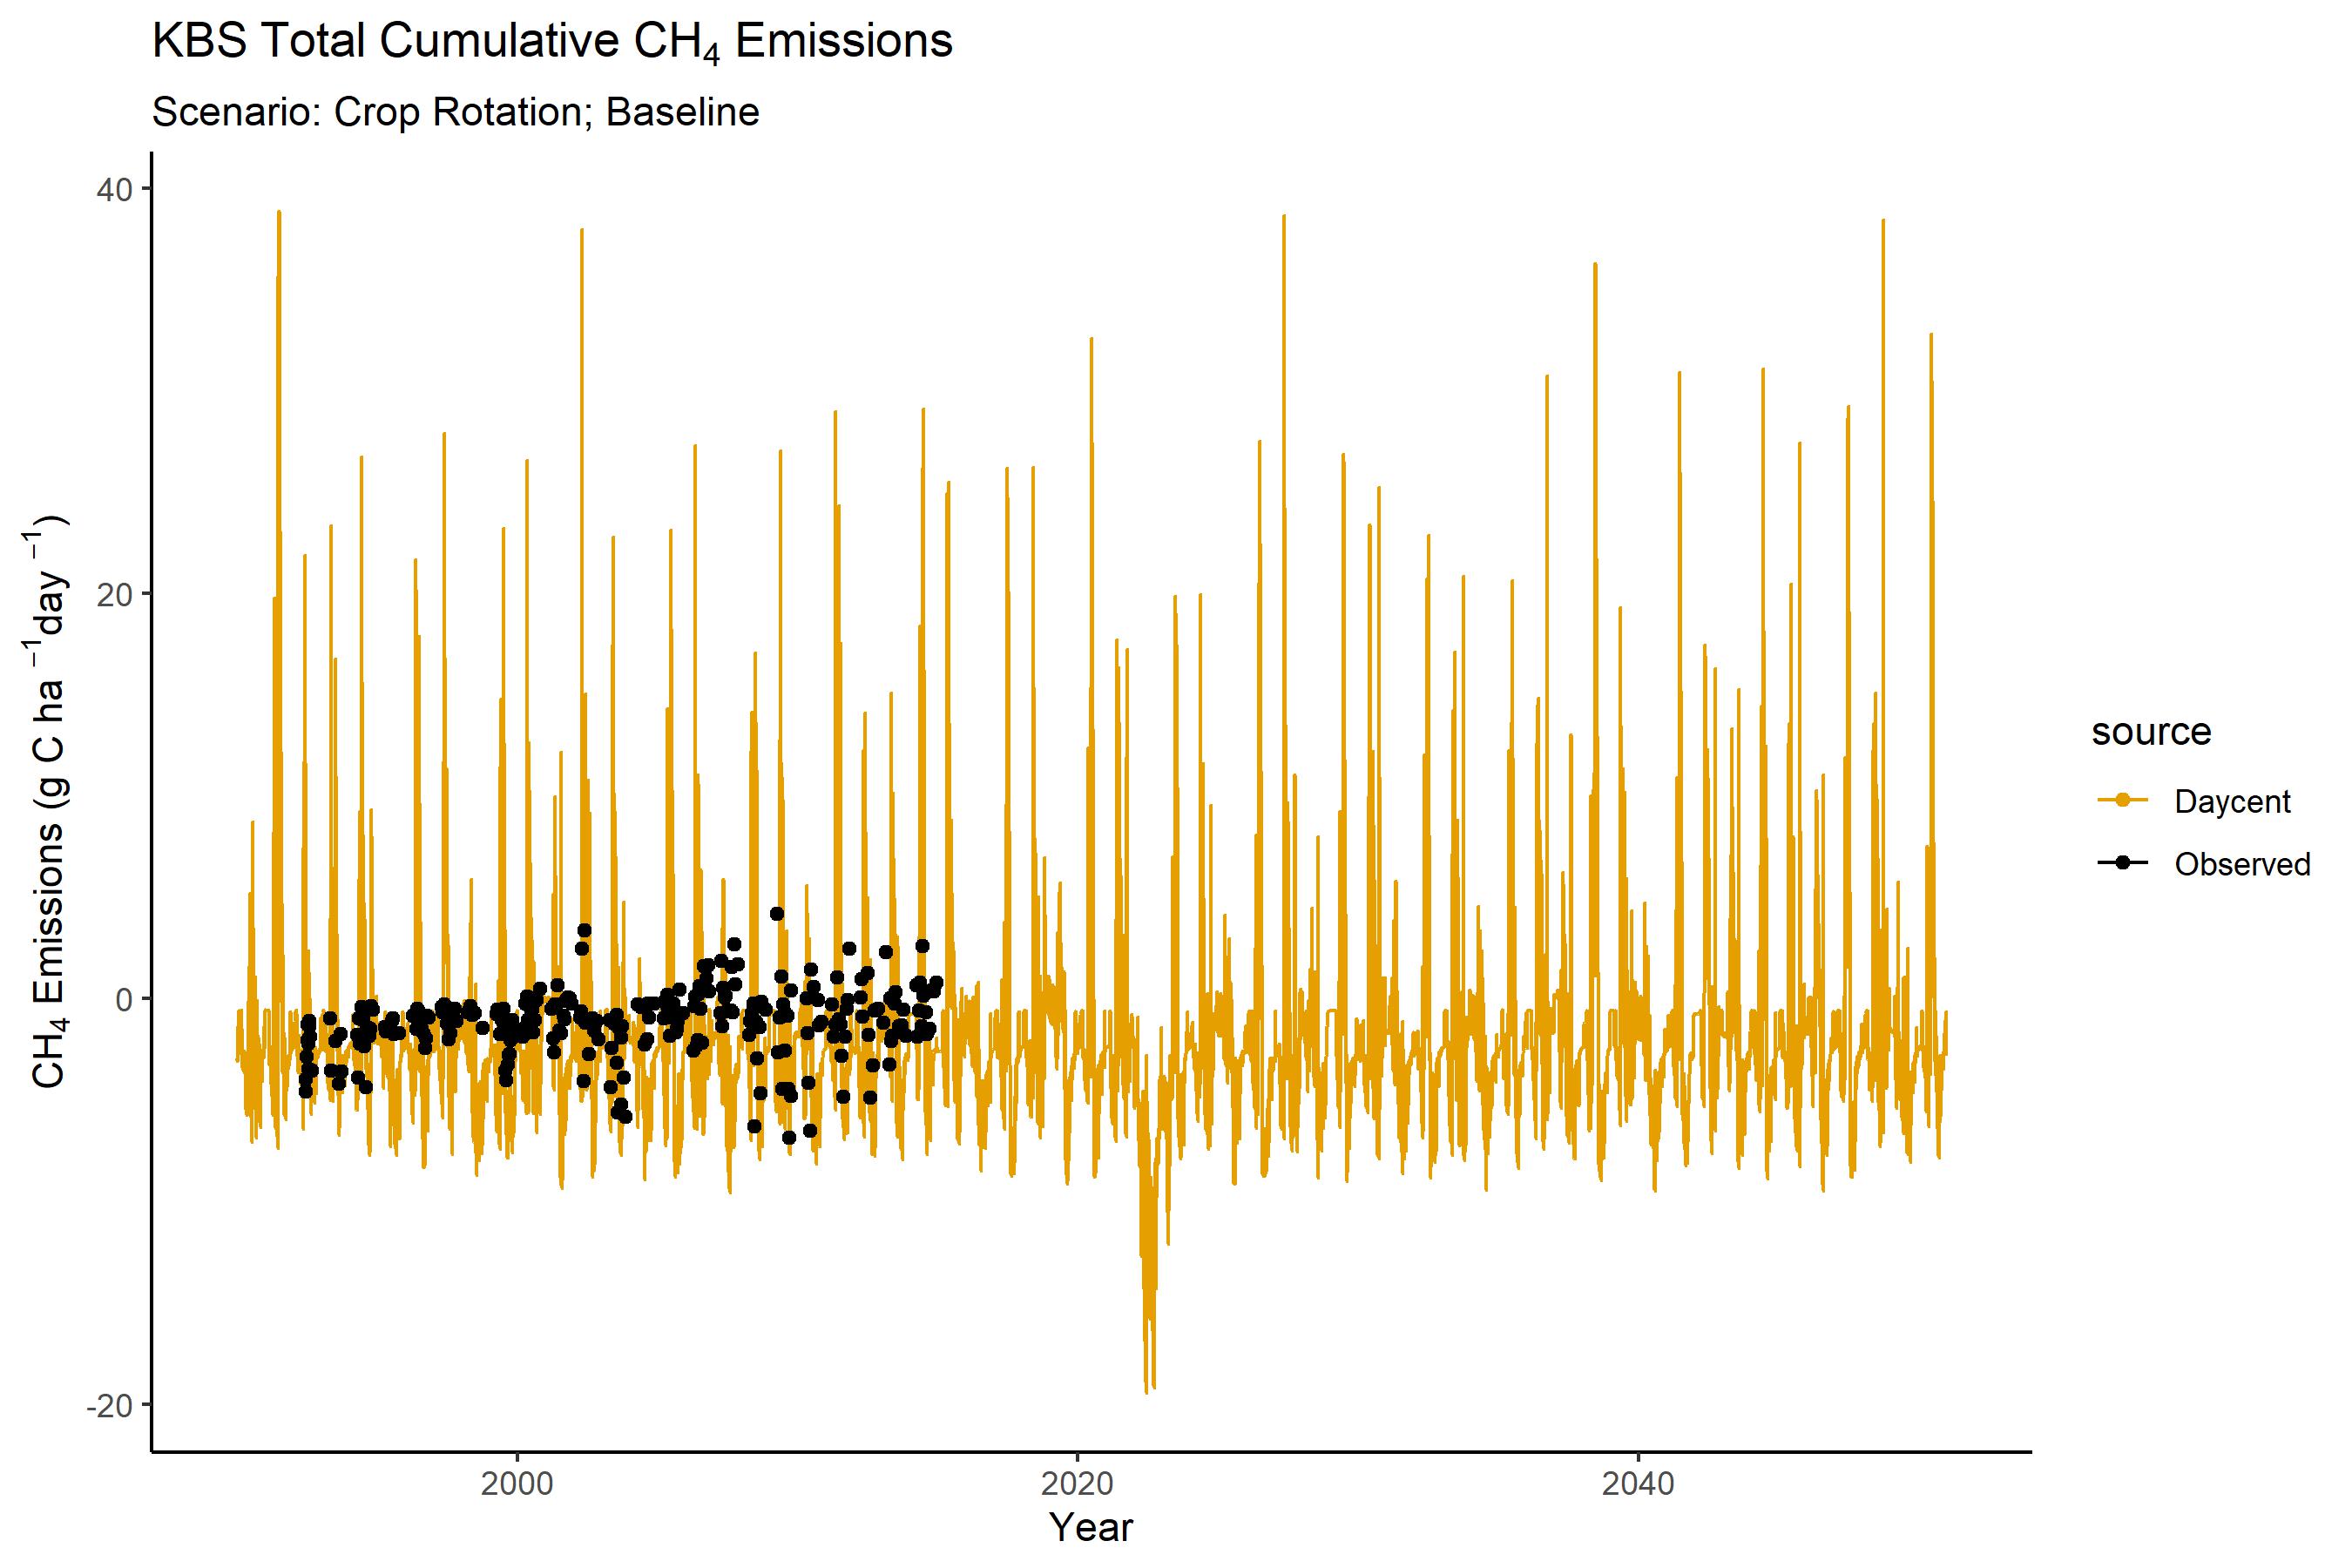 KBS Total Cumulative CH₄ Emissions
Scenario: Crop Rotation; Baseline
CH₄ Emissions (g C ha ⁻¹day ⁻¹)
40
20
0
-20
2000
2020
2040
Year
source
Daycent
Observed